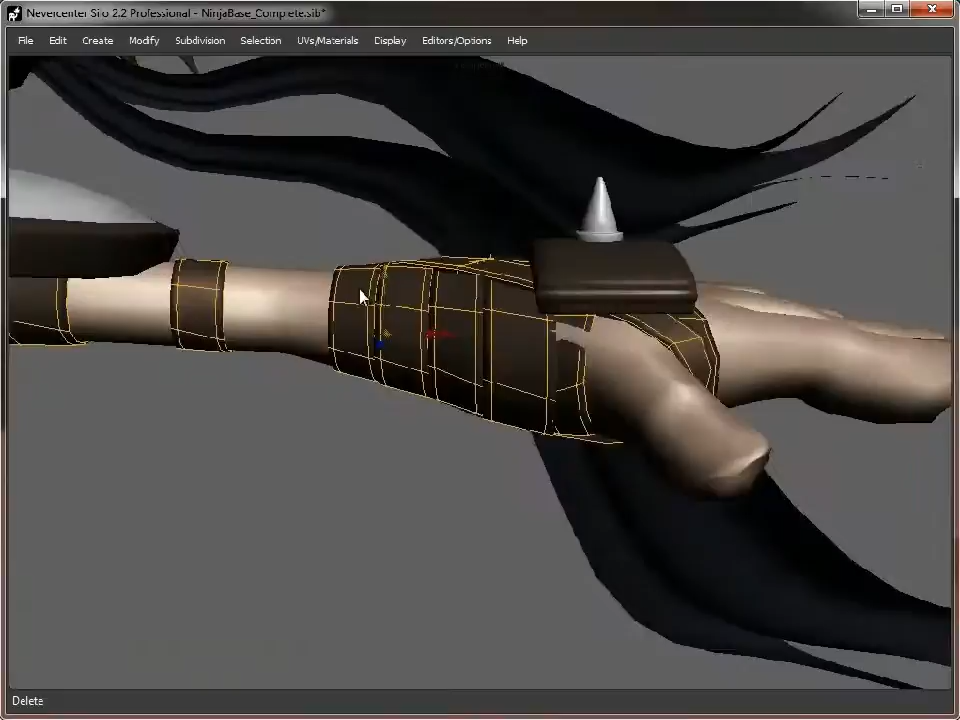 Nevercenter Silo 2.2 Professional - NinjaBase_Complete.sib*
File Edit Create Modify Subdivision Selection UVs/Materials Display Editors/Options Help
Delete